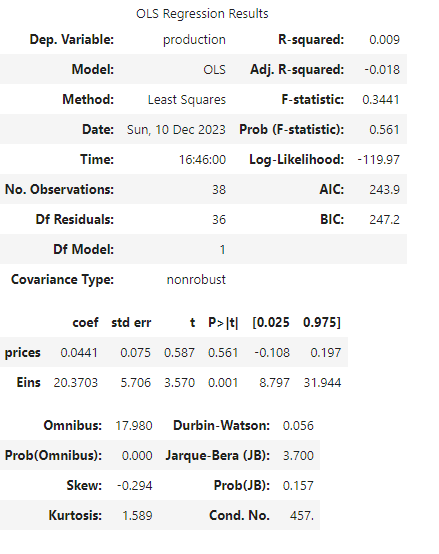 OLS Regression Results
Dep. Variable: production R-squared: 0.009
Model: OLS Adj. R-squared: -0.018
Method: Least Squares F-statistic: 0.3441
Date: Sun, 10 Dec 2023 Prob (F-statistic): 0.561
Time: 16:46:00 Log-Likelihood: -119.97
No. Observations: 38 AIC: 243.9
Df Residuals: 36 BIC: 247.2
Df Model: 1
Covariance Type: nonrobust
coef std err t P>|t| [0.025 0.975]
prices 0.0441 0.075 0.587 0.561 -0.108 0.197
Eins 20.3703 5.706 3.570 0.001 8.797 31.944
Omnibus: 17.980 Durbin-Watson: 0.056
Prob(Omnibus): 0.000 Jarque-Bera (JB): 3.700
Skew: -0.294 Prob(JB): 0.157
Kurtosis: 1.589 Cond. No. 457.